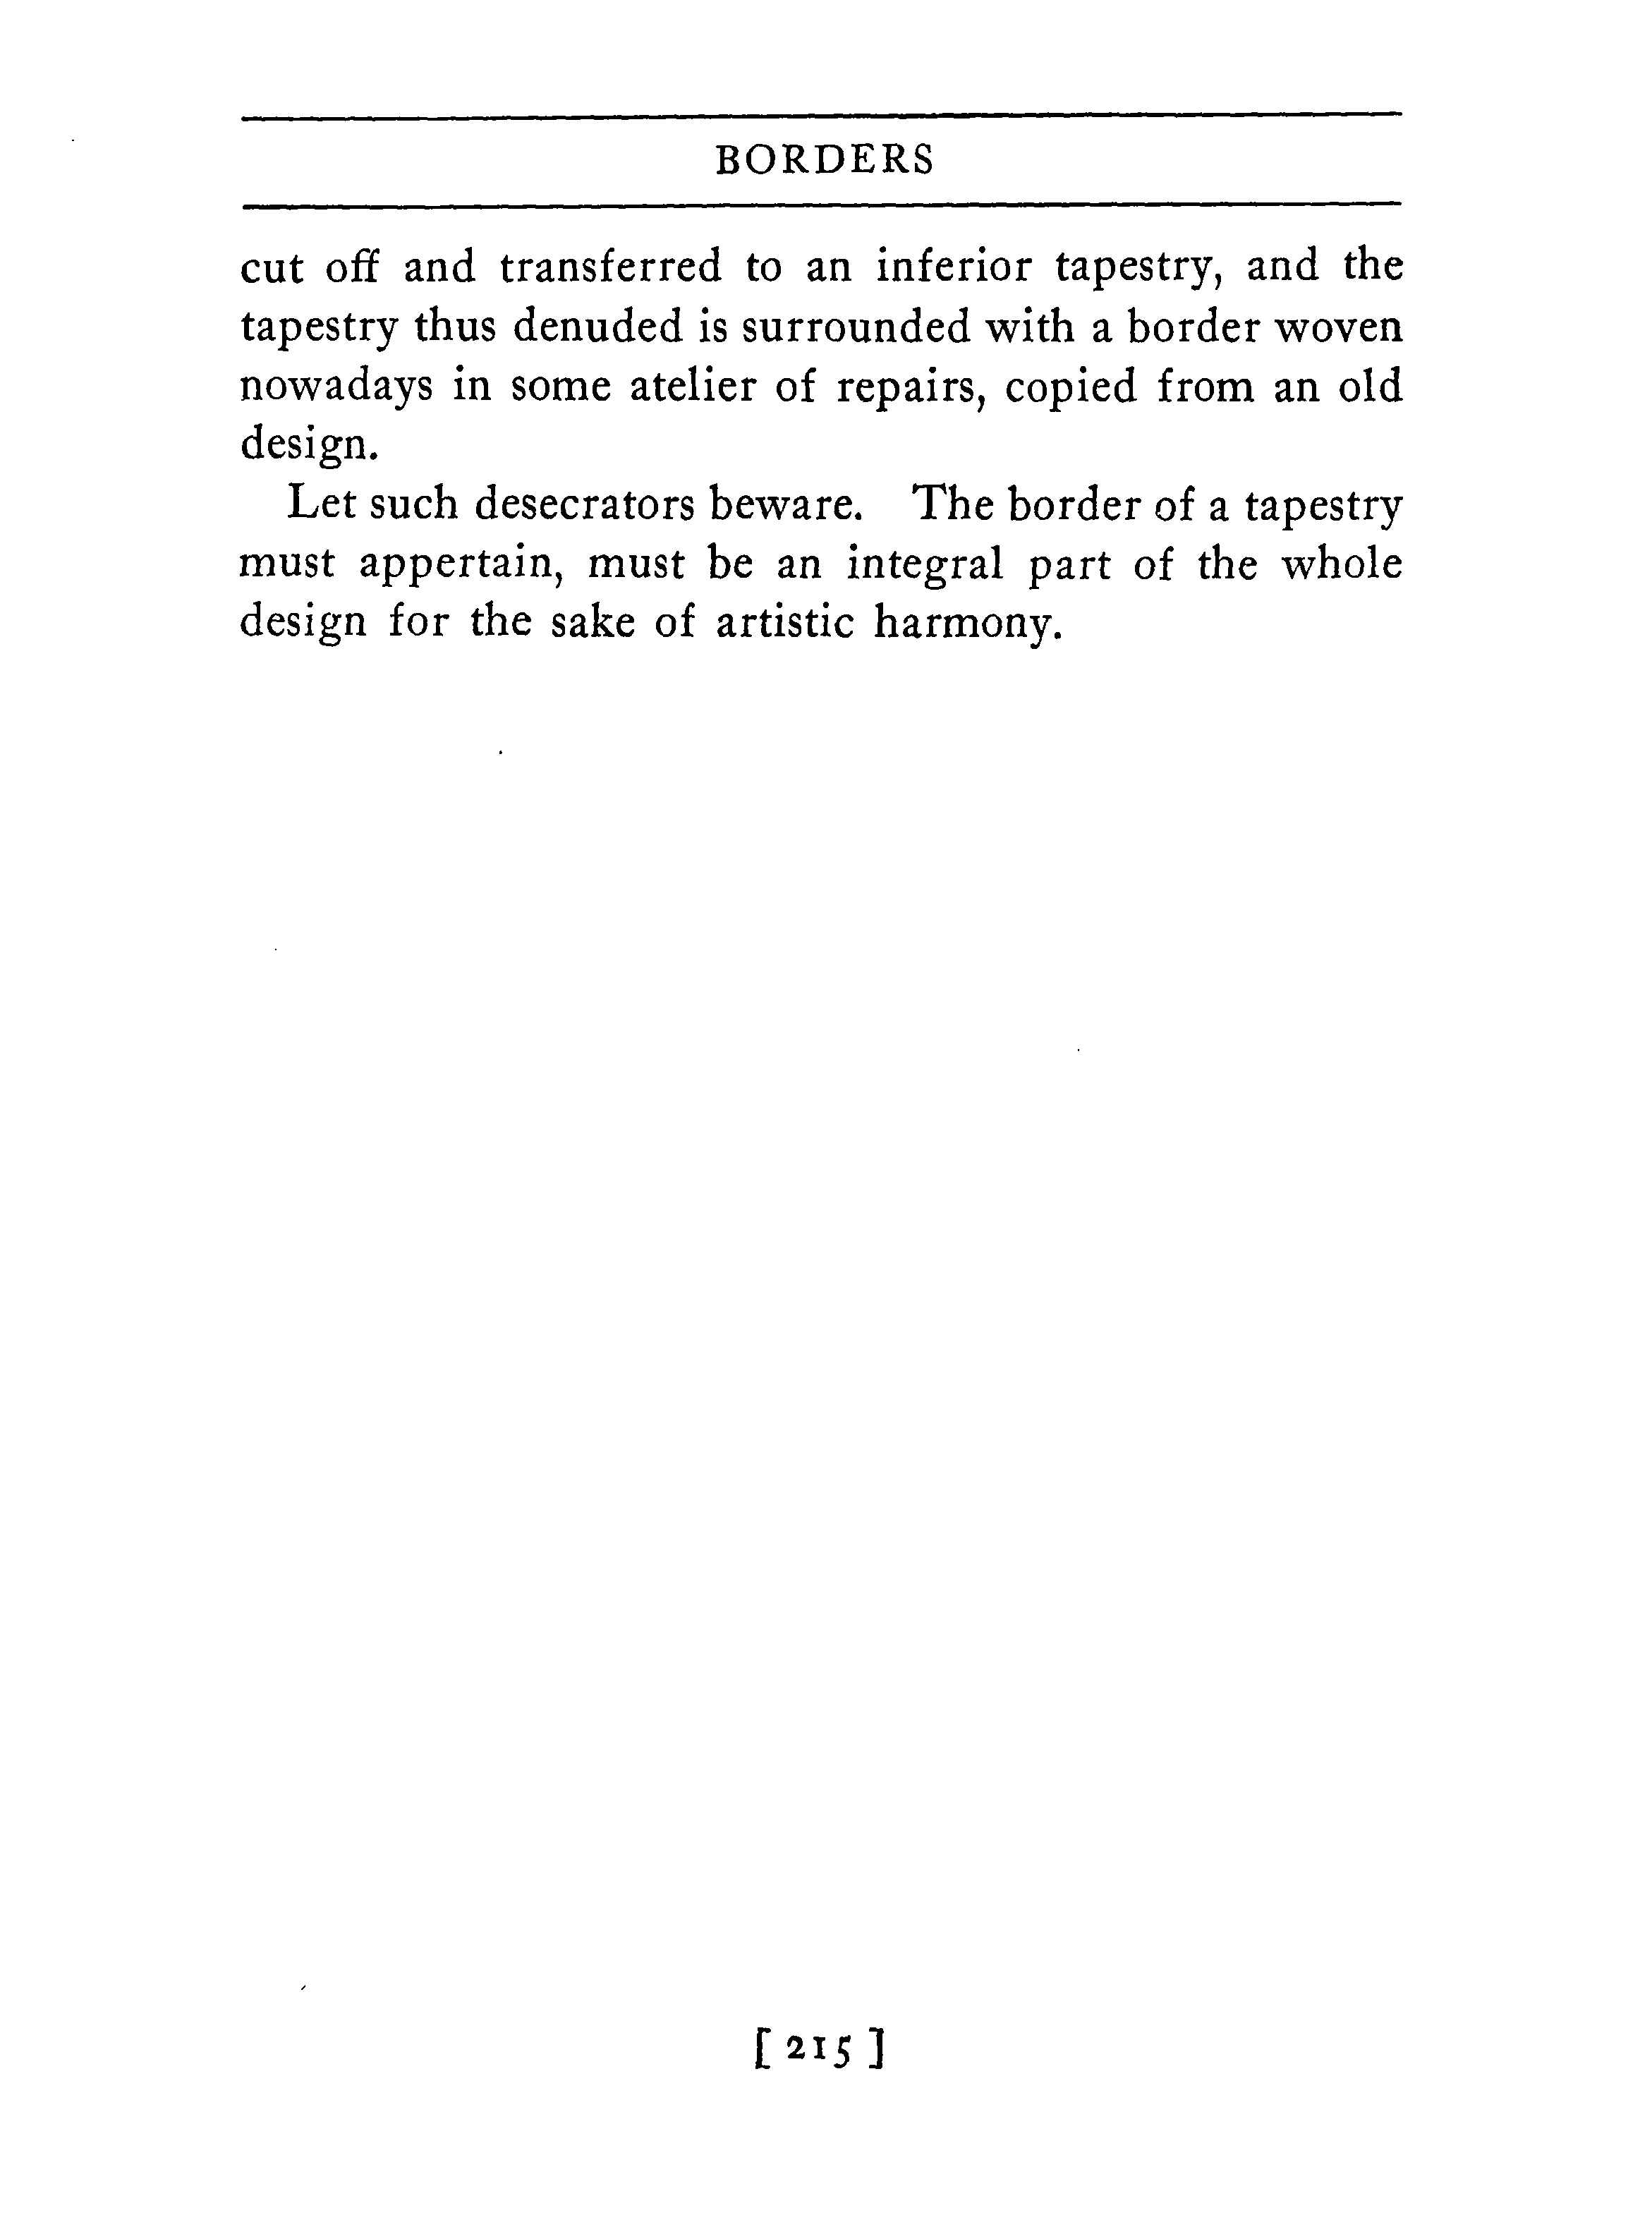 BORDERS
cut off and transferred to an inferior tapestry, and the
tapestry thus denuded is surrounded with a border woven
nowadays in some atelier of repairs, copied from an old
design.
Let such desecrators beware. The border of a tapestry
must appertain, must be an integral part of the whole
design for the sake of artistic harmony.
[ 215 ]